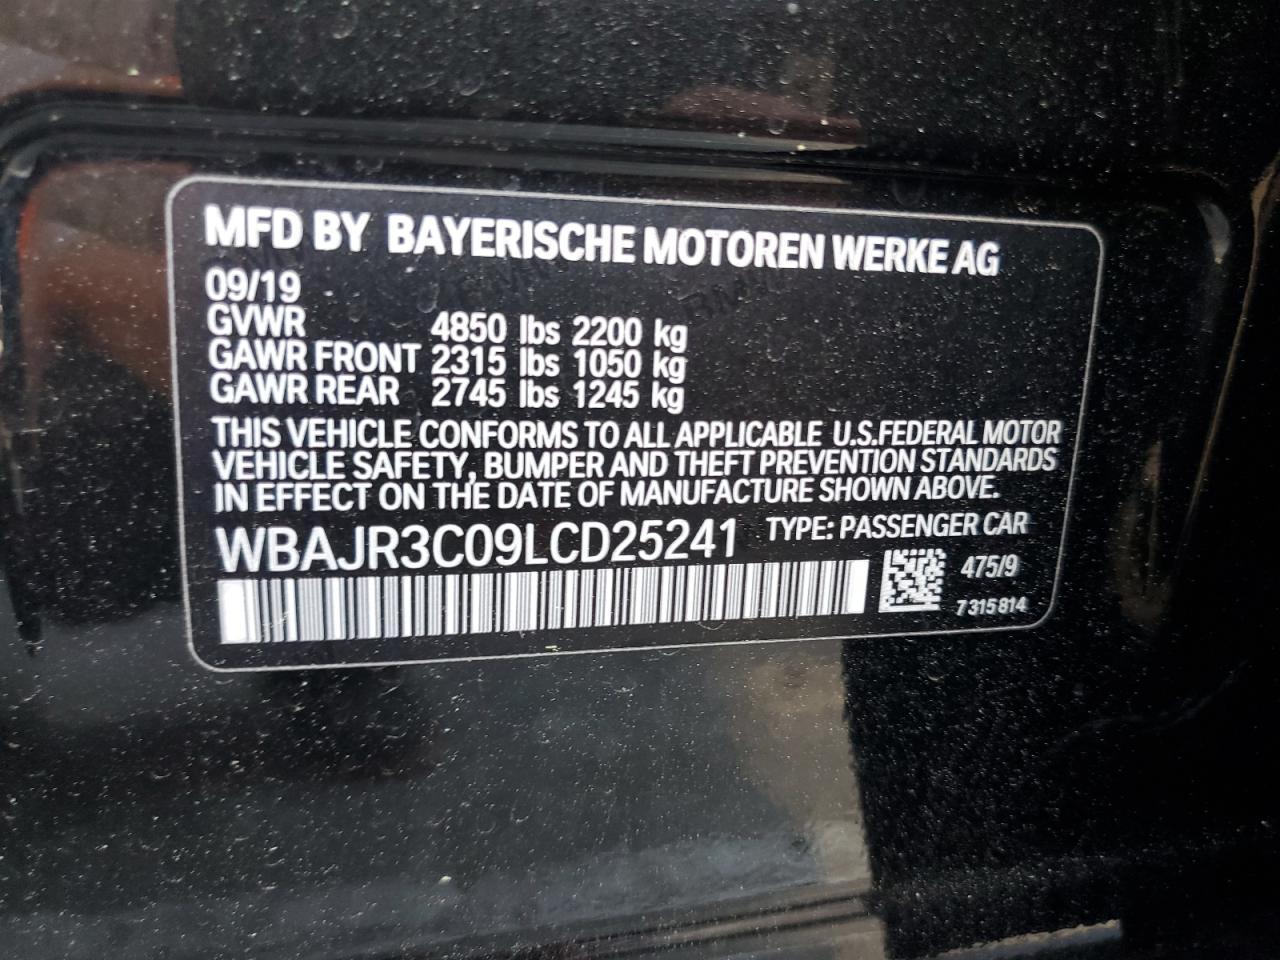 MFD BY BAYERISCHE MOTOREN WERKE AG
09/19
GVWR 4850 lbs 2200 kg
GAWR FRONT 2315 lbs 1050 kg
GAWR REAR 2745 lbs 1245 kg
THIS VEHICLE CONFORMS TO ALL APPLICABLE U.S.FEDERAL MOTOR
VEHICLE SAFETY, BUMPER AND THEFT PREVENTION STANDARDS
IN EFFECT ON THE DATE OF MANUFACTURE SHOWN ABOVE.
WBAJR3C09LCD25241 TYPE: PASSENGER CAR
475/9
7315814